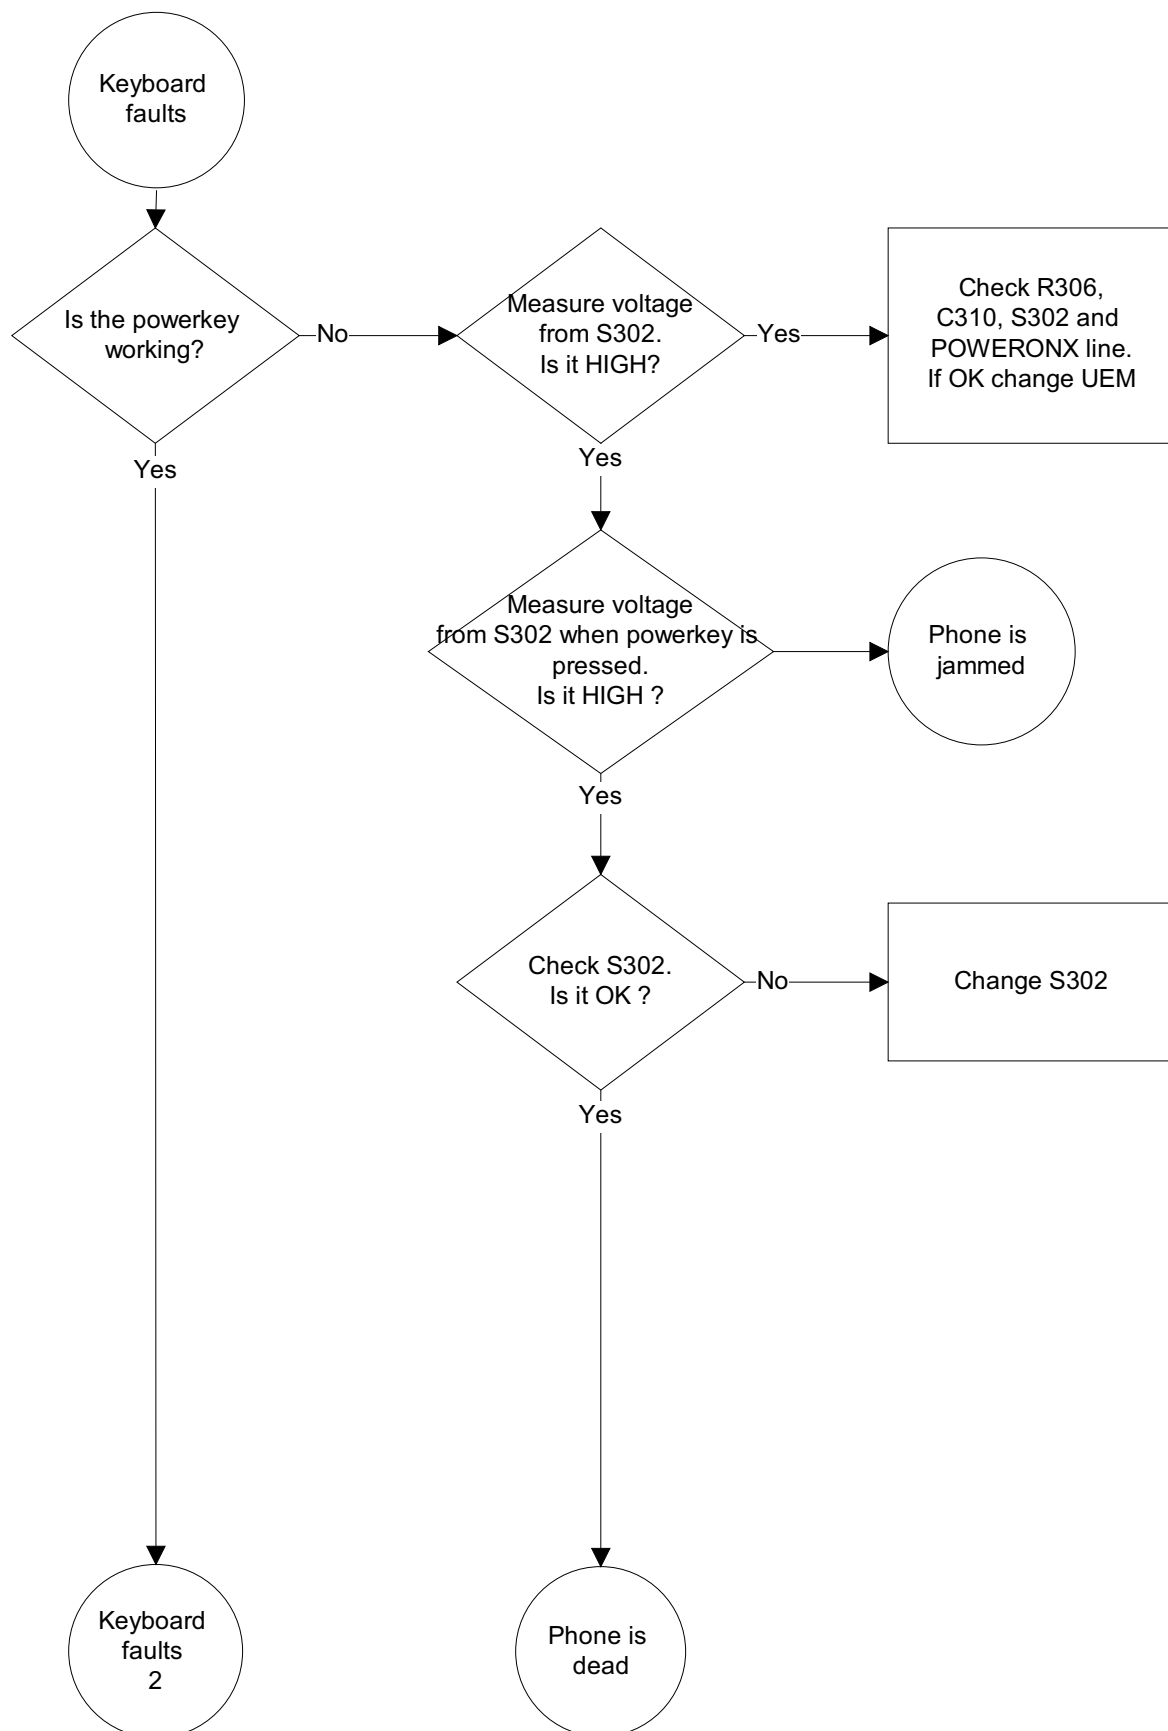 Keyboard
faults
Is the powerkey
working?
No
Measure voltage
from S302.
Is it HIGH?
Yes
Check R306,
C310, S302 and
POWERONX line.
If OK change UEM
Yes
Yes
Measure voltage
from S302 when powerkey is
pressed.
Is it HIGH ?
Phone is
jammed
Yes
Check S302.
Is it OK ?
No
Change S302
Yes
Keyboard
faults
2
Phone is
dead